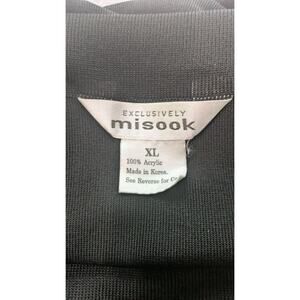 EXCLUSIVELY
misook
XL
100% Acrylic
Made in Korea.
See Reverse for